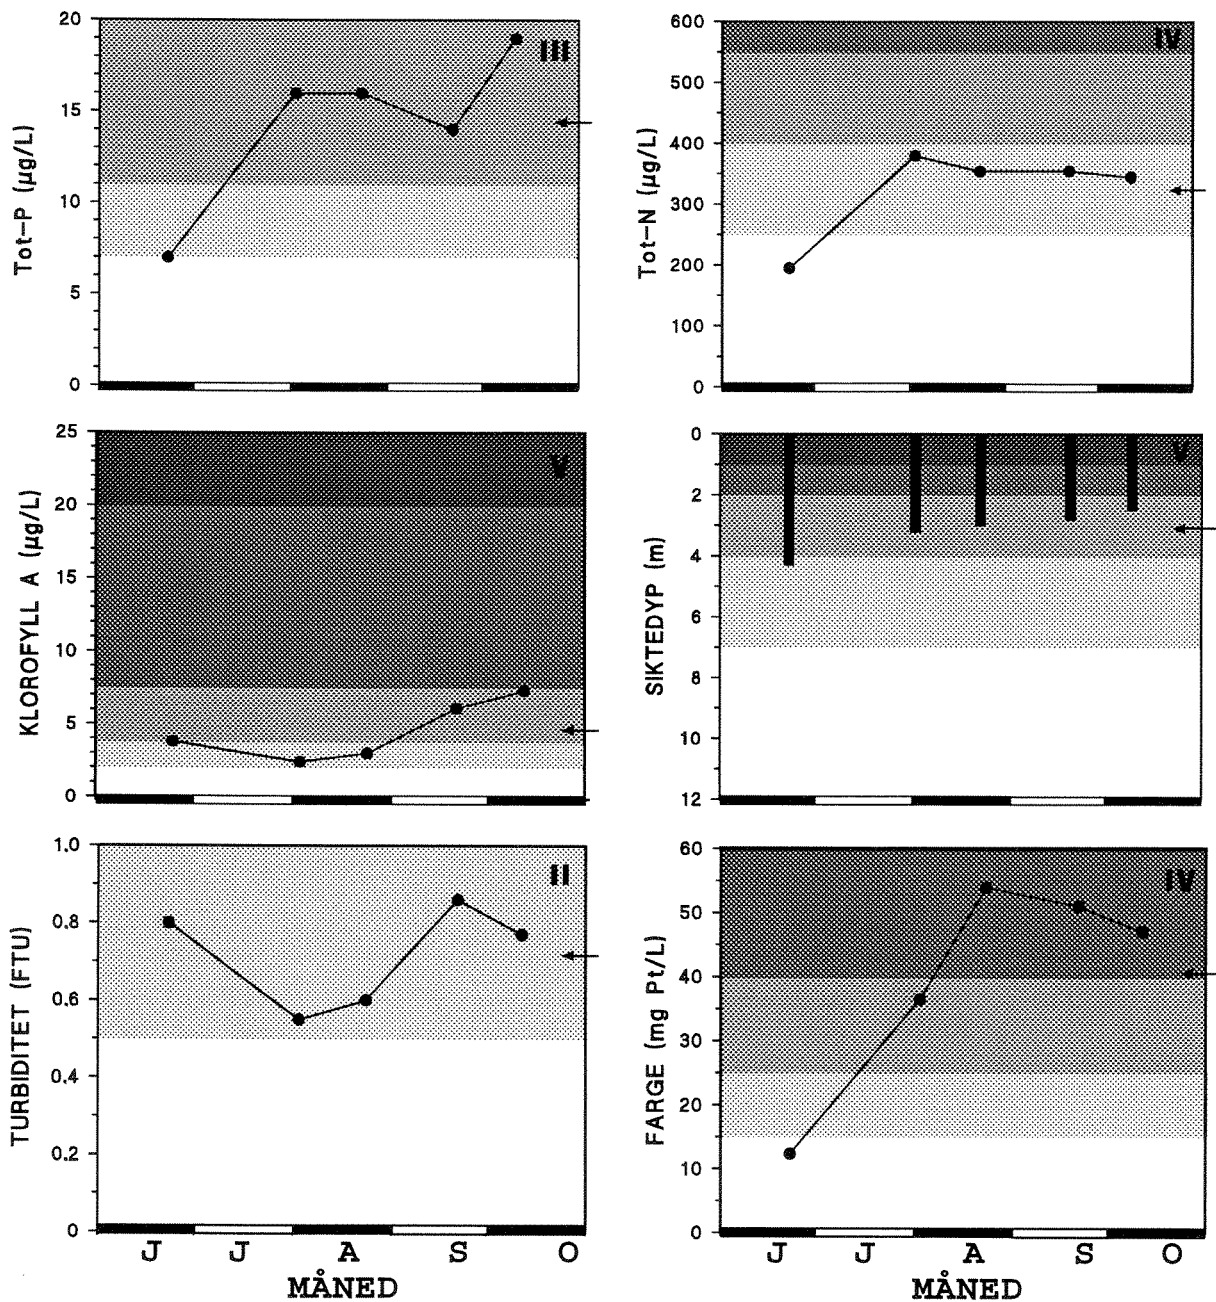 20
15
10
5
0
Tot-P (µg/L)
III
600
500
400
300
200
100
0
Tot-N (µg/L)
IV
25
20
15
10
5
0
KLOROFYLL A (µg/L)
V
0
2
4
6
8
10
12
SIKTEDYP (m)
V
1.0
0.8
0.6
0.4
0.2
0
TURBIDITET (FTU)
II
J J A S O
MÅNED
60
50
40
30
20
10
0
FARGE (mg Pt/L)
IV
J J A S O
MÅNED